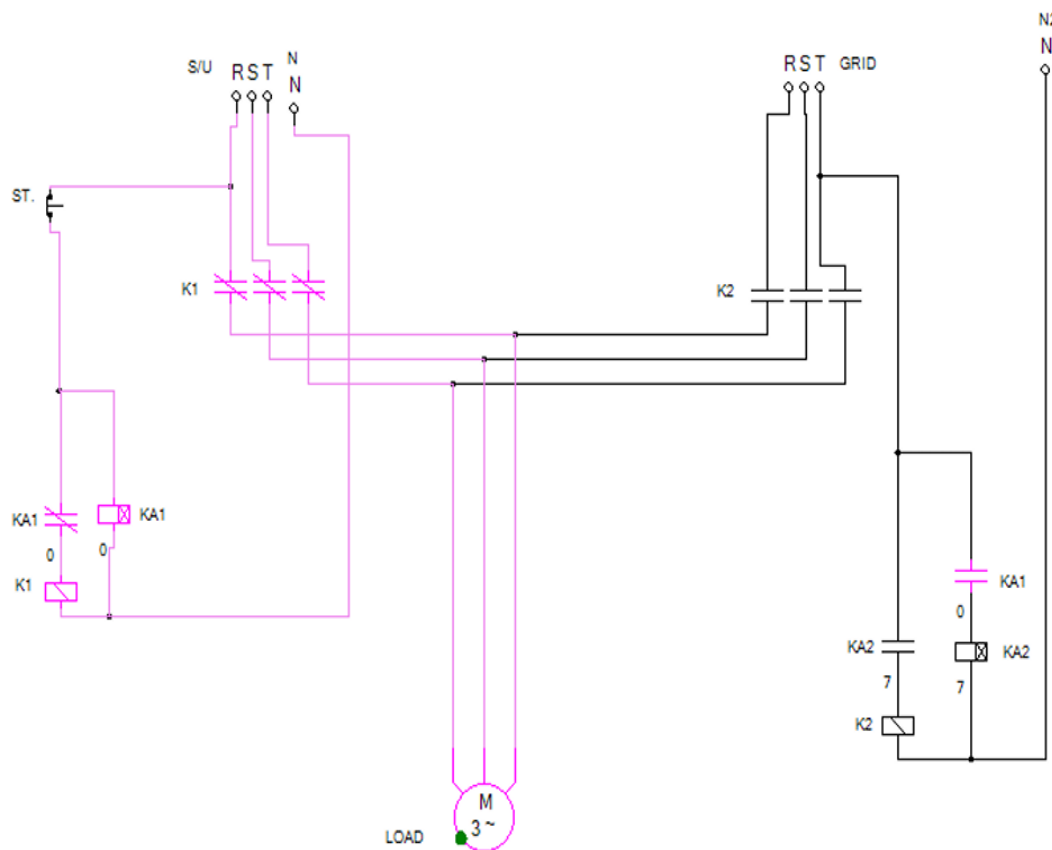 N2
N
N
S/U R S T N
R S T GRID
ST.
K1
K2
KA1
KA1
0
0
K1
KA1
0
KA2
KA2
7
7
K2
M
3 ~
LOAD